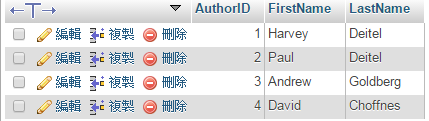 AuthorID FirstName LastName
編輯 複製 刪除 1 Harvey Deitel
編輯 複製 刪除 2 Paul Deitel
編輯 複製 刪除 3 Andrew Goldberg
編輯 複製 刪除 4 David Choffnes